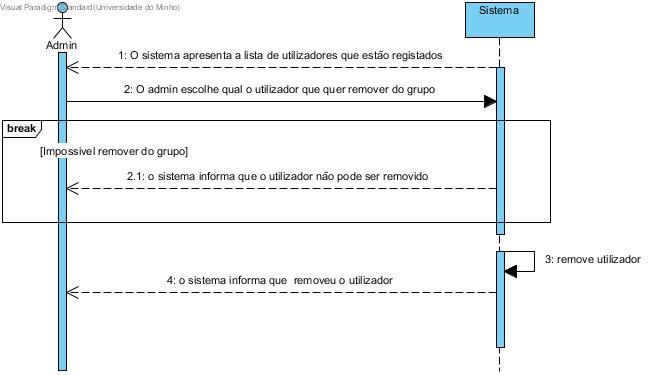 Visual Paradigm Standard(Universidade do Minho)
Sistema
Admin
1: O sistema apresenta a lista de utilizadores que estão registados
2: O admin escolhe qual o utilizador que quer remover do grupo
break
[Impossivel remover do grupo]
2.1: o sistema informa que o utilizador não pode ser removido
3: remove utilizador
4: o sistema informa que removeu o utilizador